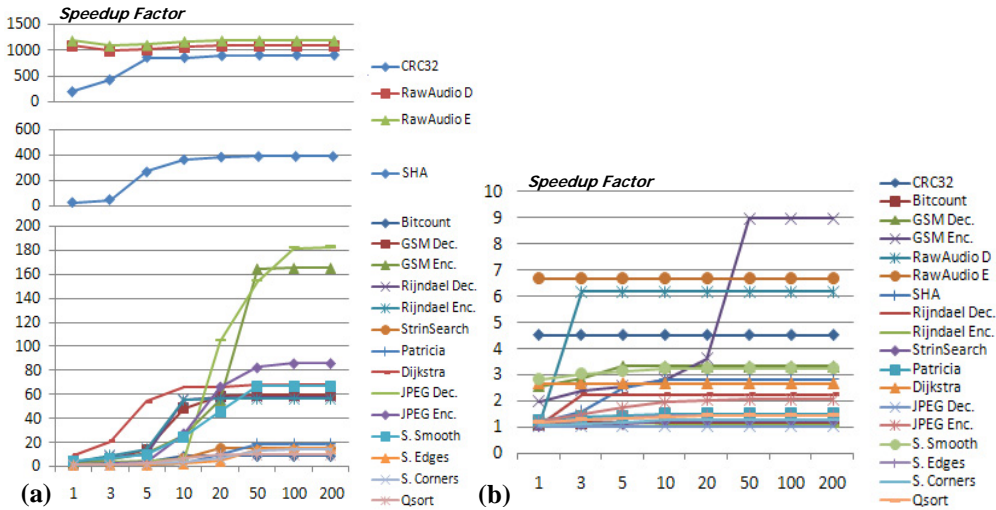 Speedup Factor
1500
1000
500
0
CRC32
RawAudio D
RawAudio E
600
400
200
0
SHA
200
180
160
140
120
100
80
60
40
20
0
Bitcount
GSM Dec.
GSM Enc.
Rijndael Dec.
Rijndael Enc.
StrinSearch
Patricia
Dijkstra
JPEG Dec.
JPEG Enc.
S. Smooth
S. Edges
S. Corners
Qsort
1 3 5 10 20 50 100 200
(a)
Speedup Factor
10
9
8
7
6
5
4
3
2
1
0
CRC32
Bitcount
GSM Dec.
GSM Enc.
RawAudio D
RawAudio E
SHA
Rijndael Dec.
Rijndael Enc.
StrinSearch
Patricia
Dijkstra
JPEG Dec.
JPEG Enc.
S. Smooth
S. Edges
S. Corners
Qsort
1 3 5 10 20 50 100 200
(b)